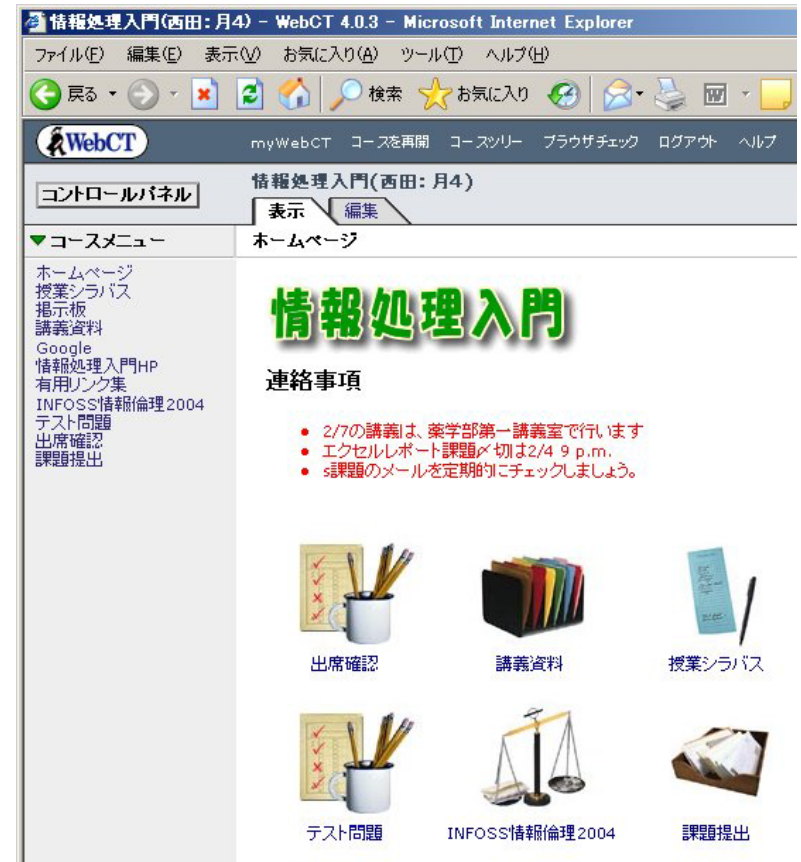 情報処理入門(西田:月4) - WebCT 4.0.3 - Microsoft Internet Explorer
ファイル(F) 編集(E) 表示(V) お気に入り(A) ツール(T) ヘルプ(H)
戻る 検索 お気に入り
WebCT myWebCT コースを再開 コースツリー ブラウザチェック ログアウト ヘルプ
コントロールパネル 情報処理入門(西田:月4)
表示 編集
コースメニュー ホームページ
ホームページ
授業シラバス
掲示板
講義資料
Google
情報処理入門HP
有用リンク集
INFOSS情報倫理2004
テスト問題
出席確認
課題提出
情報処理入門
連絡事項
2/7の講義は、薬学部第一講義室で行います
エクセルレポート課題〆切は2/4 9 p.m.
s課題のメールを定期的にチェックしましょう。
出席確認 講義資料 授業シラバス
テスト問題 INFOSS情報倫理2004 課題提出